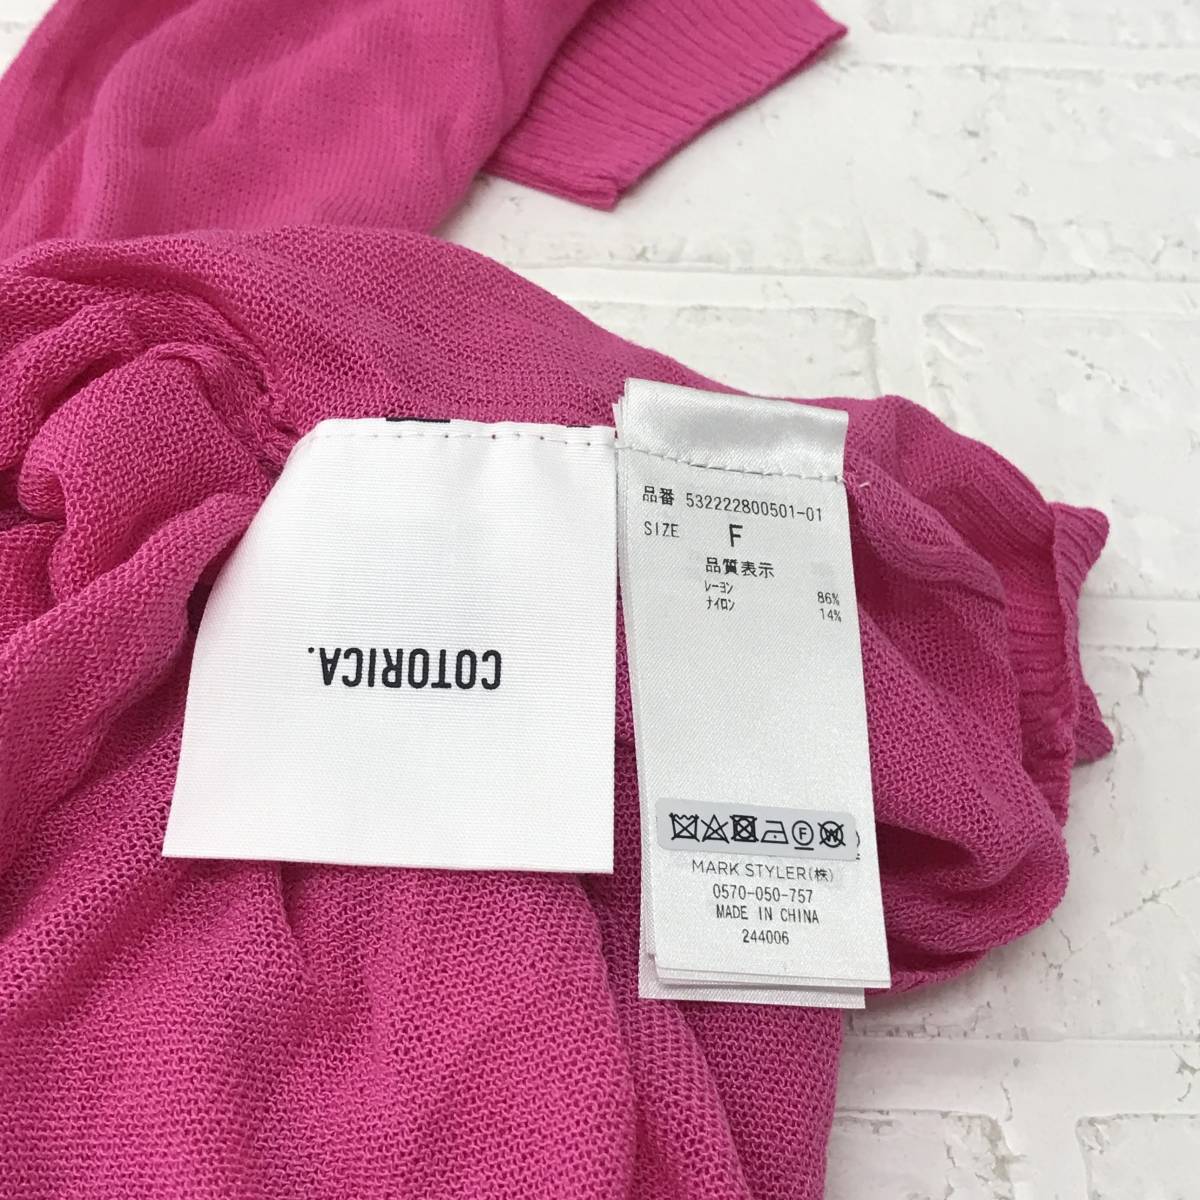 COTORICA.
品番 532222800501-01
SIZE F
品質表示
レーヨン 86%
ナイロン 14%
F
W
MARK STYLER(株)
0570-050-757
MADE IN CHINA
244006